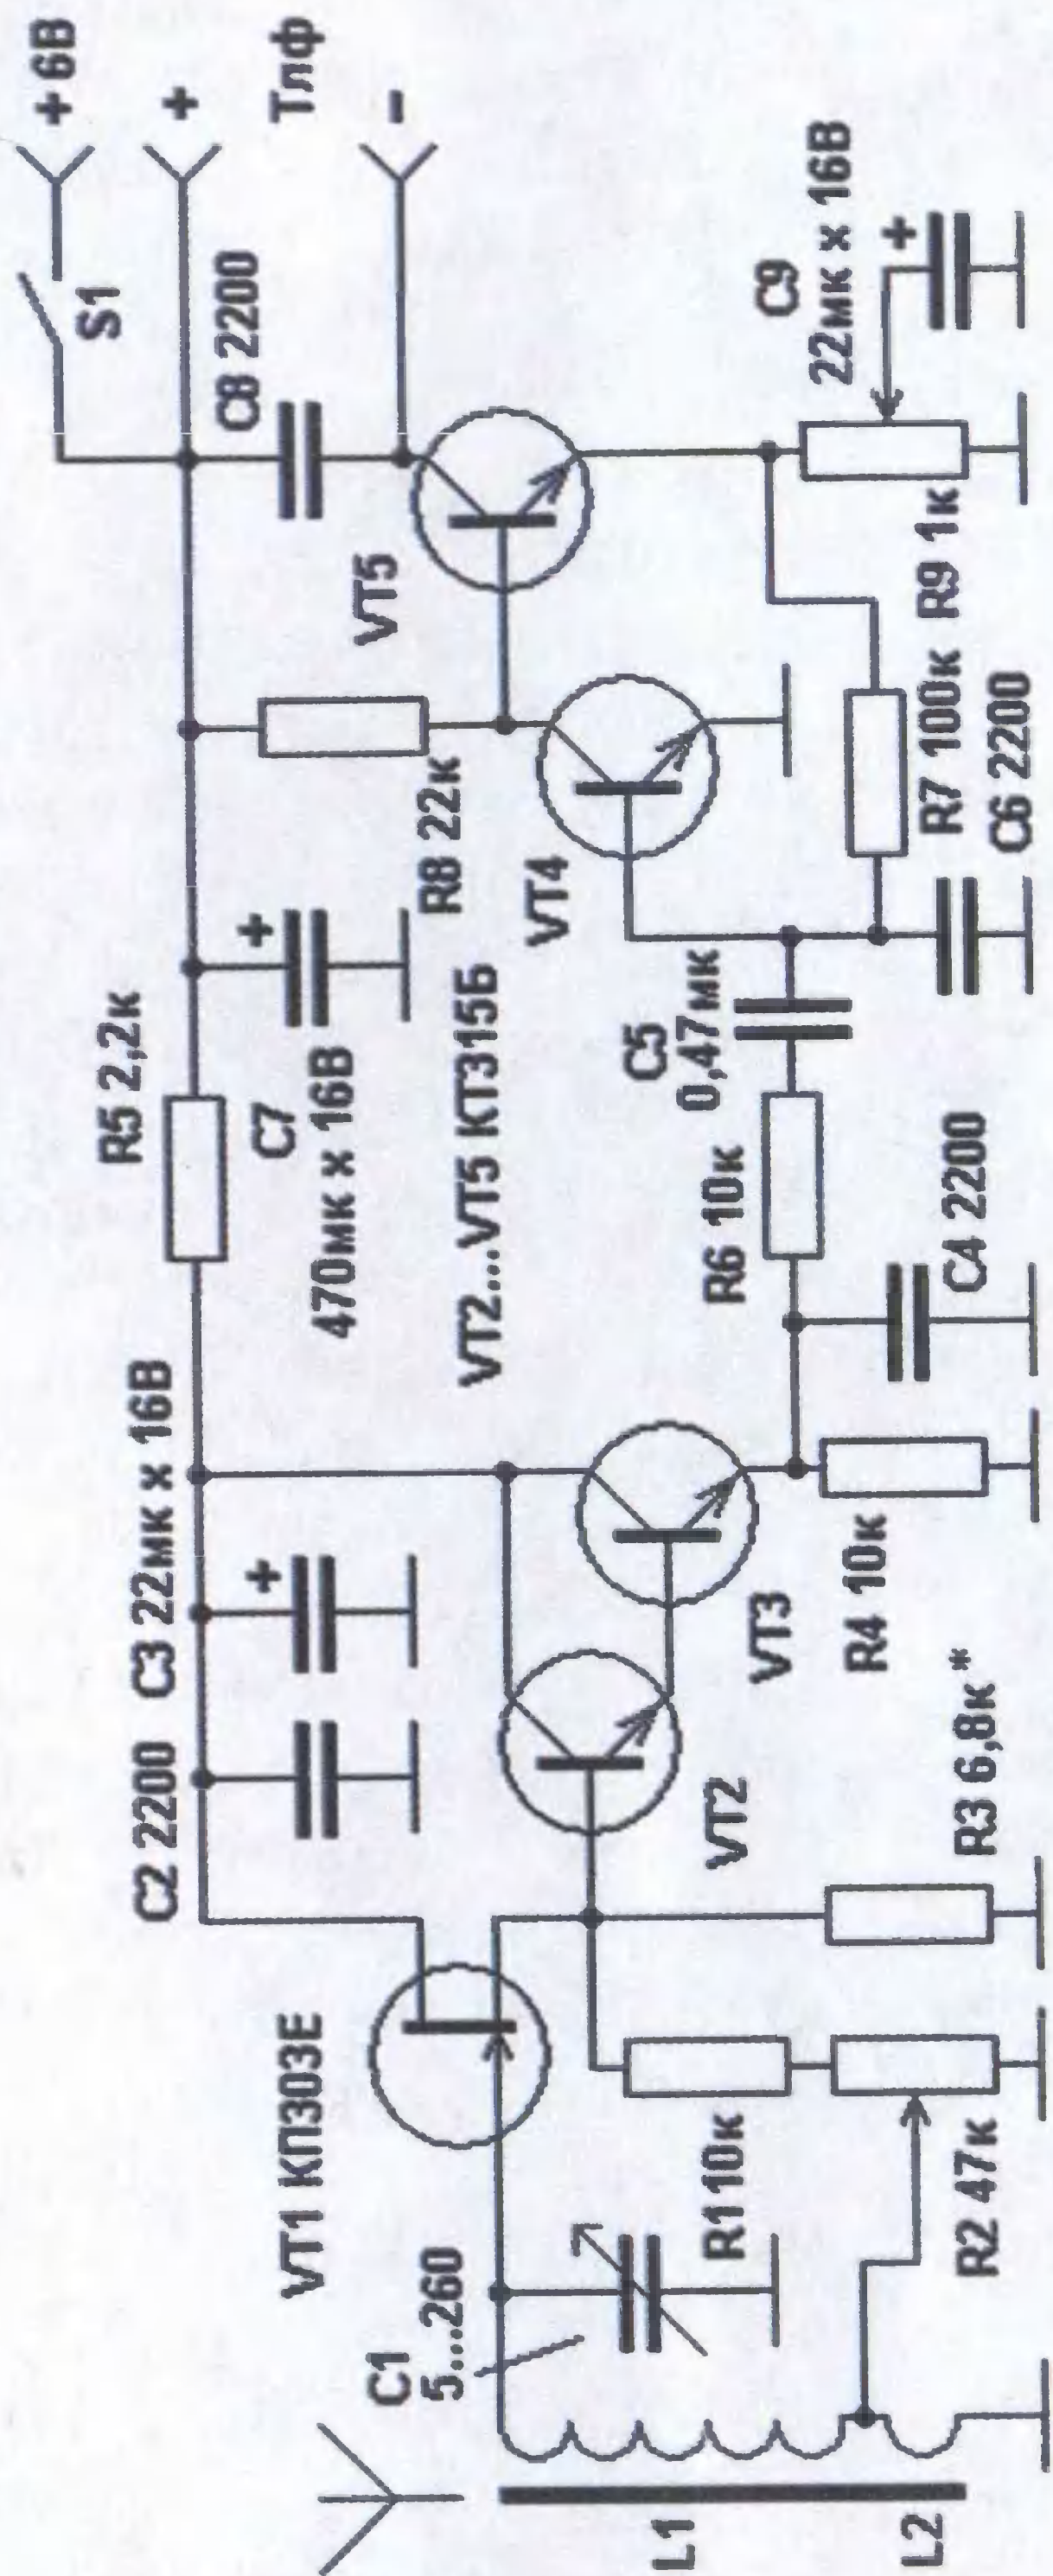 VT1 КП303Е
C1
5...260
L1
L2
R1 10к
R2 47к
C2 2200
C3 22мк х 16В
VT2
VT3
R3 6,8к *
R4 10к
R5 2,2к
C7
470мк х 16В
VT2...VT5 КТ315Б
R6 10к
C4 2200
C5
0,47мк
R8 22к
VT4
VT5
R7 100к
C6 2200
R9 1к
C8 2200
S1
+ 6В
+
Тлф
-
C9
22мк х 16В
+
+
+